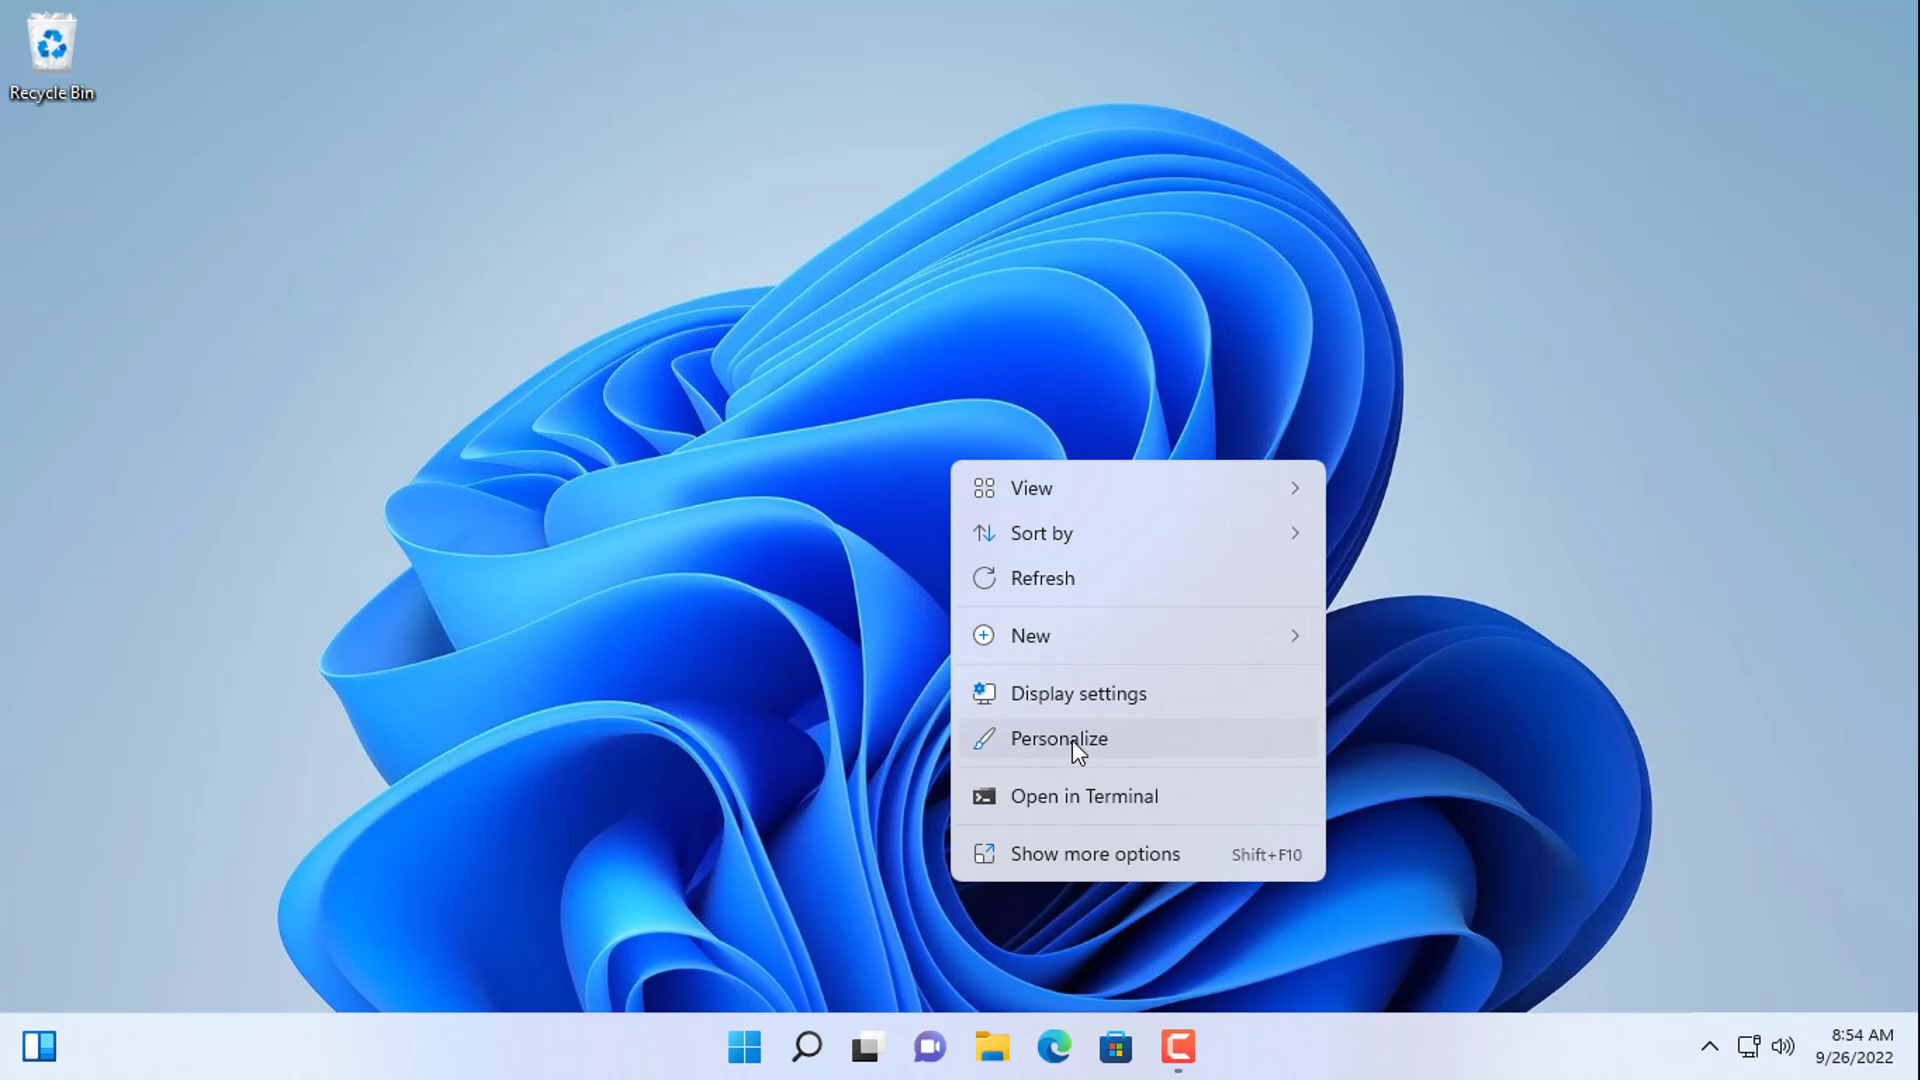 Recycle Bin
View
Sort by
Refresh
New
Display settings
Personalize
Open in Terminal
Show more options Shift+F10
8:54 AM
9/26/2022